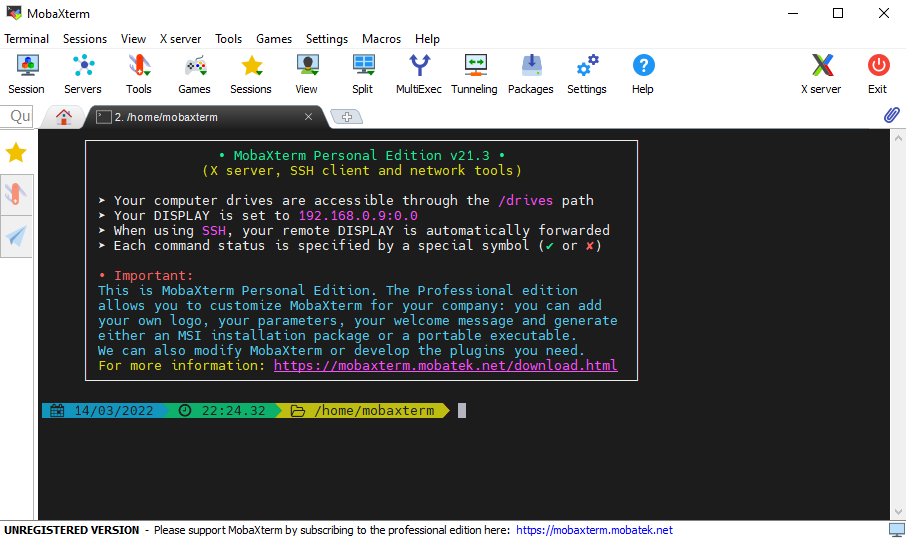 MobaXterm
Terminal Sessions View X server Tools Games Settings Macros Help
Session Servers Tools Games Sessions View Split MultiExec Tunneling Packages Settings Help X server Exit
Qu 2. /home/mobaxterm
• MobaXterm Personal Edition v21.3 •
(X server, SSH client and network tools)
➤ Your computer drives are accessible through the /drives path
➤ Your DISPLAY is set to 192.168.0.9:0.0
➤ When using SSH, your remote DISPLAY is automatically forwarded
➤ Each command status is specified by a special symbol (✔ or ✘)
• Important:
This is MobaXterm Personal Edition. The Professional edition
allows you to customize MobaXterm for your company: you can add
your own logo, your parameters, your welcome message and generate
either an MSI installation package or a portable executable.
We can also modify MobaXterm or develop the plugins you need.
For more information: https://mobaxterm.mobatek.net/download.html
14/03/2022 22:24.32 /home/mobaxterm
UNREGISTERED VERSION - Please support MobaXterm by subscribing to the professional edition here: https://mobaxterm.mobatek.net